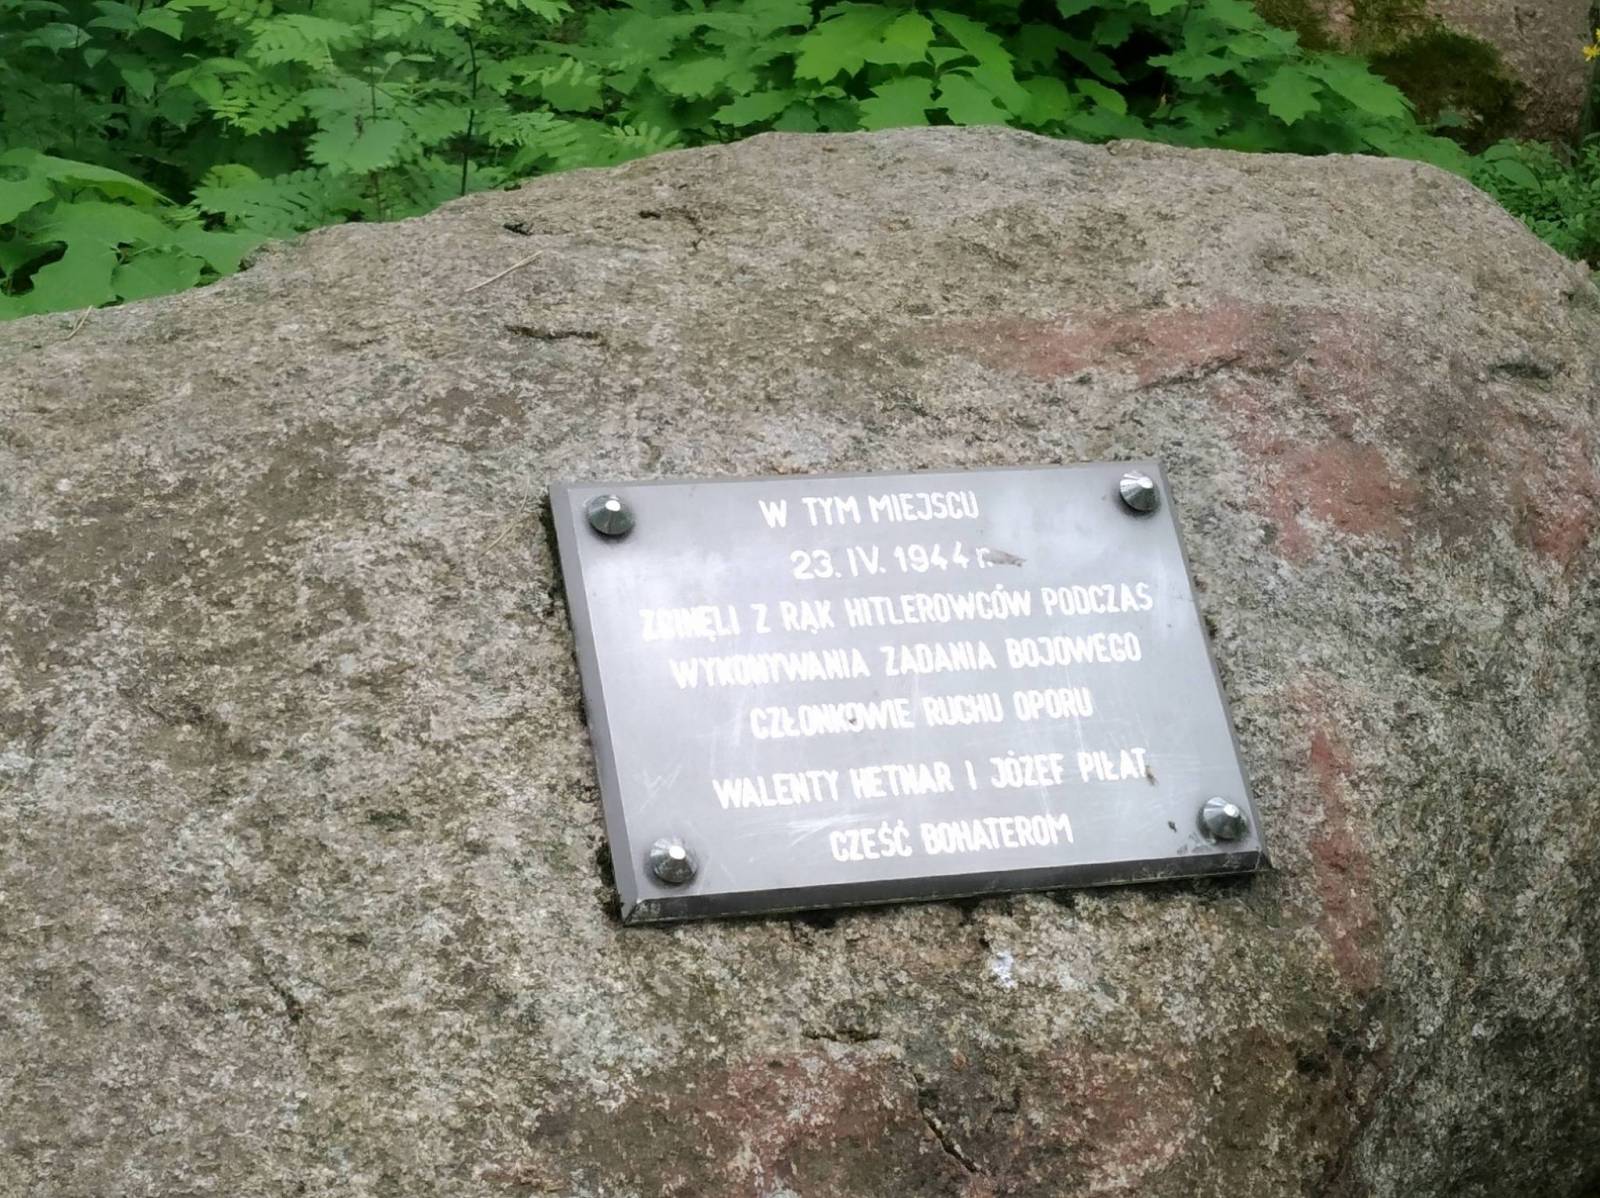 W TYM MIEJSCU
23. IV. 1944 r.
ZGINĘLI Z RĄK HITLEROWCÓW PODCZAS
WYKONYWANIA ZADANIA BOJOWEGO
CZŁONKOWIE RUCHU OPORU
WALENTY HETNAR I JÓZEF PIŁAT
CZEŚĆ BOHATEROM